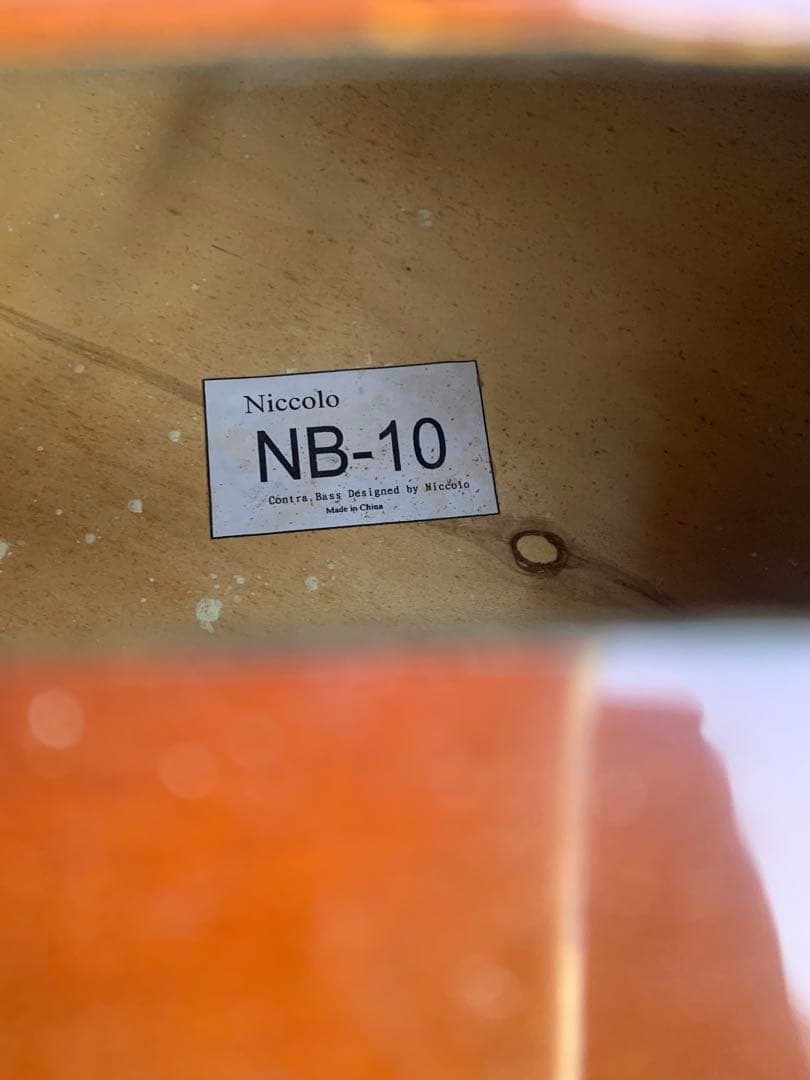 Niccolo
NB-10
Contra Bass Designed by Niccolo
Made in China